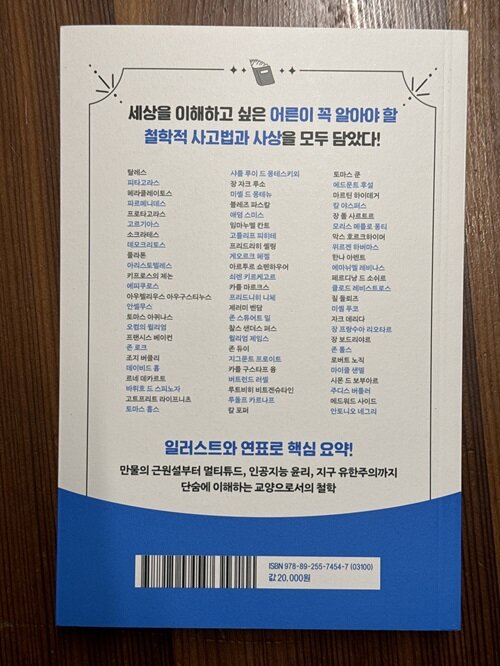 세상을 이해하고 싶은 어른이 꼭 알아야 할
철학적 사고법과 사상을 모두 담았다!
탈레스
피타고라스
헤라클레이토스
파르메니데스
프로타고라스
고르기아스
소크라테스
데모크리토스
플라톤
아리스토텔레스
키프로스의 제논
에피쿠로스
아우렐리우스 아우구스티누스
안셀무스
토마스 아퀴나스
오컴의 윌리엄
프랜시스 베이컨
존 로크
조지 버클리
데이비드 흄
르네 데카르트
바뤼흐 드 스피노자
고트프리트 라이프니츠
토마스 홉스
샤를 루이 드 몽테스키외
장 자크 루소
미셸 드 몽테뉴
블레즈 파스칼
애덤 스미스
임마누엘 칸트
고틀리프 피히테
프리드리히 셸링
게오르크 헤겔
아르투르 쇼펜하우어
쇠렌 키르케고르
카를 마르크스
프리드니히 니체
제러미 벤담
존 스튜어트 밀
찰스 샌더스 퍼스
윌리엄 제임스
존 듀이
지그문트 프로이트
카를 구스타프 융
버트런드 러셀
루트비히 비트겐슈타인
루돌프 카르나프
칼 포퍼
토마스 쿤
에드문트 후설
마르틴 하이데거
칼 야스퍼스
장 폴 사르트르
모리스 메를로 퐁티
막스 호르크하이머
위르겐 하버마스
한나 아렌트
에마뉘엘 레비나스
페르디낭 드 소쉬르
클로드 레비스트로스
질 들뢰즈
미셸 푸코
자크 데리다
장 프랑수아 리오타르
장 보드리야르
존 롤스
로버트 노직
마이클 샌델
시몬 드 보부아르
주디스 버틀러
에드워드 사이드
안토니오 네그리
일러스트와 연표로 핵심 요약!
만물의 근원설부터 멀티튜드, 인공지능 윤리, 지구 유한주의까지
단숨에 이해하는 교양으로서의 철학
ISBN 978-89-255-7454-7 (03100)
값 20,000원